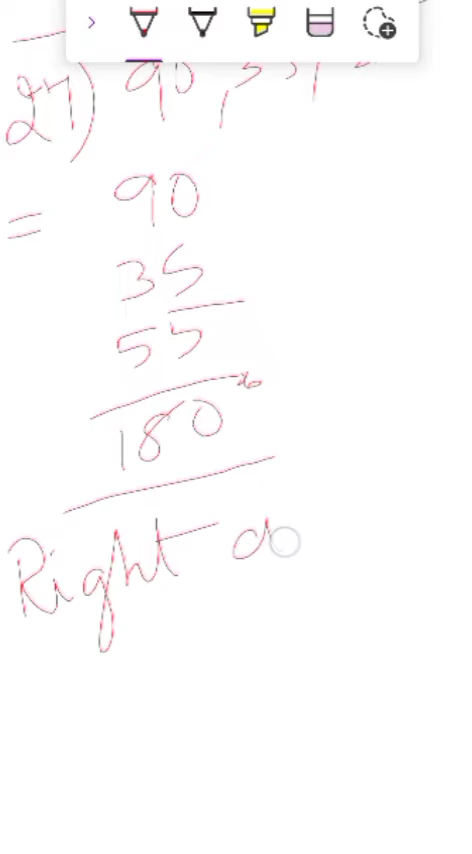 27) 90, 35,
= 90
35
55
180°
Right a